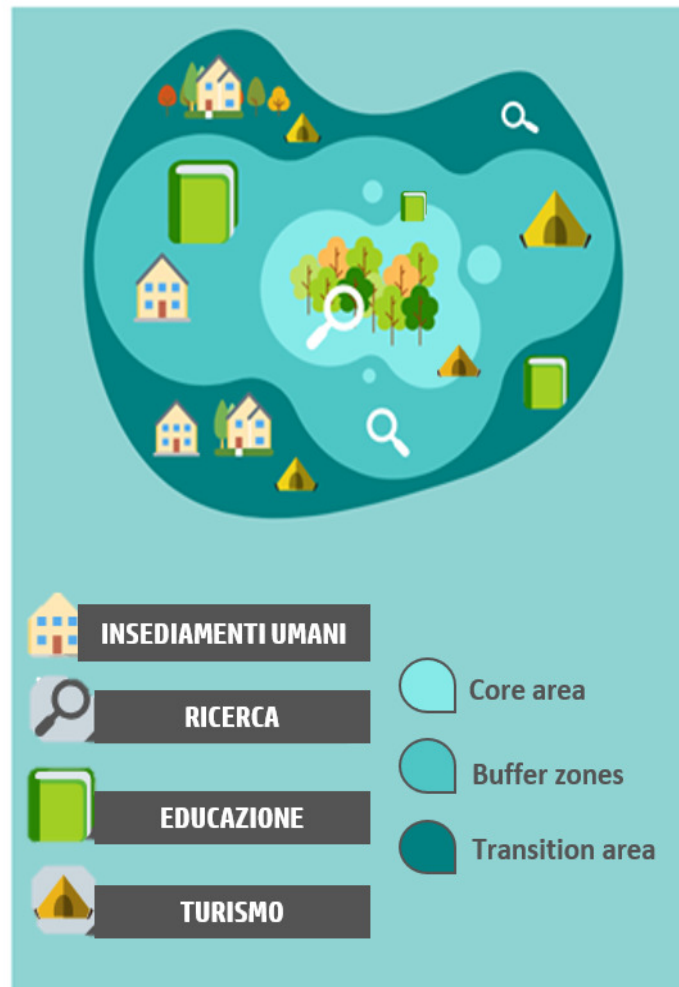 INSEDIAMENTI UMANI
RICERCA
EDUCAZIONE
TURISMO
Core area
Buffer zones
Transition area